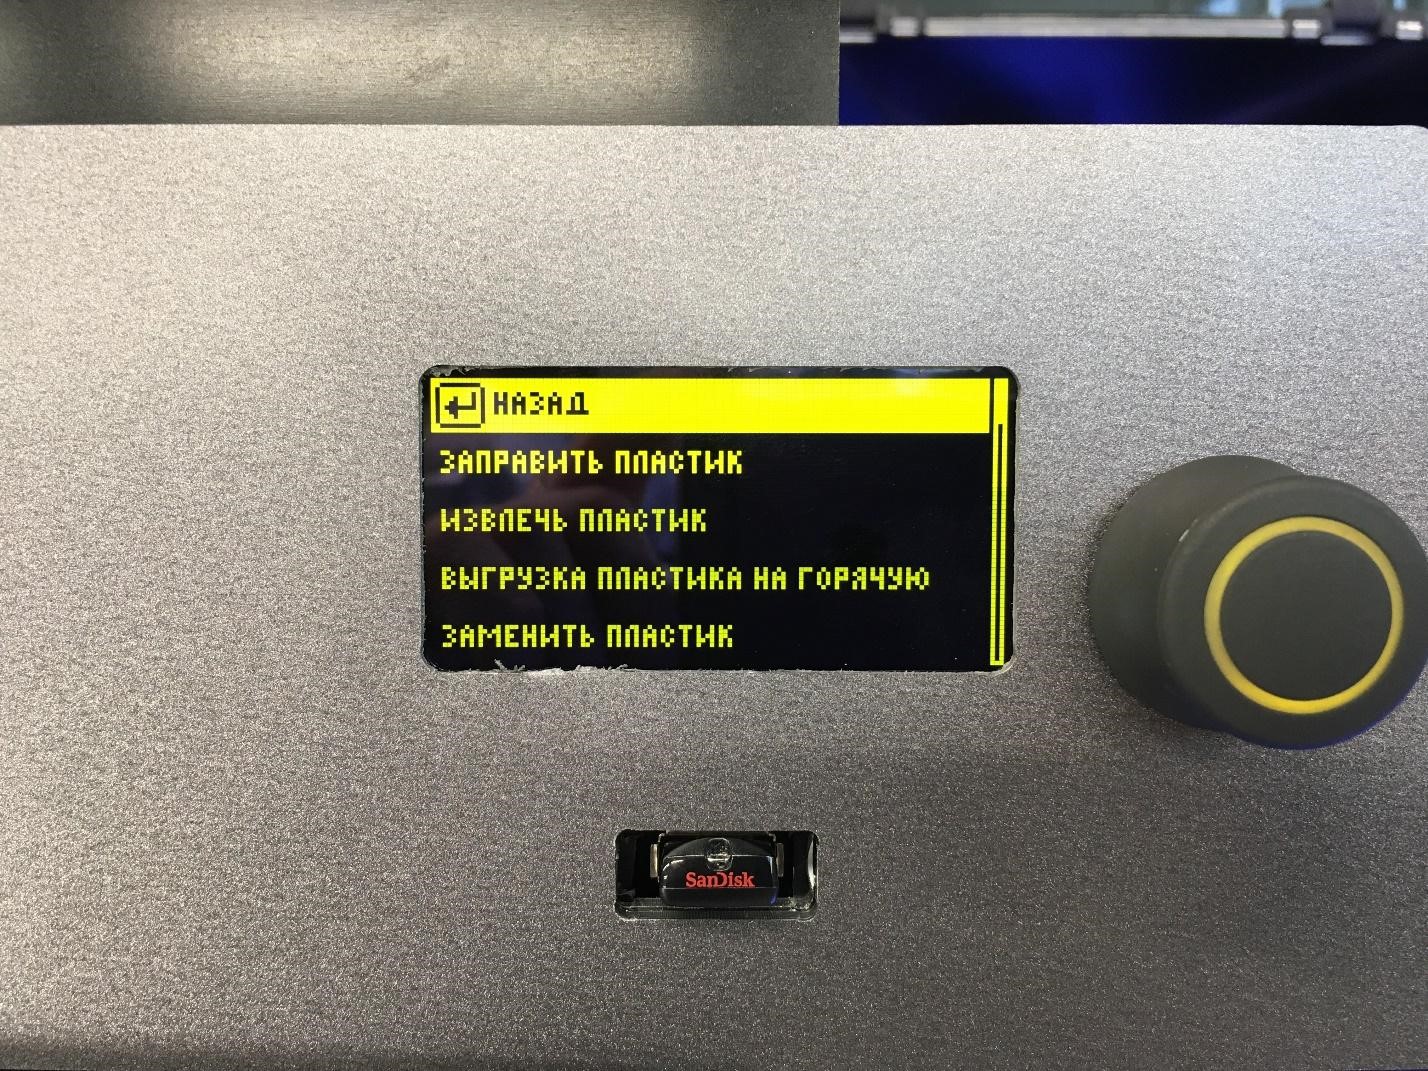 НАЗАД
ЗАПРАВИТЬ ПЛАСТИК
ИЗВЛЕЧЬ ПЛАСТИК
ВЫГРУЗКА ПЛАСТИКА НА ГОРЯЧУЮ
ЗАМЕНИТЬ ПЛАСТИК
SanDisk